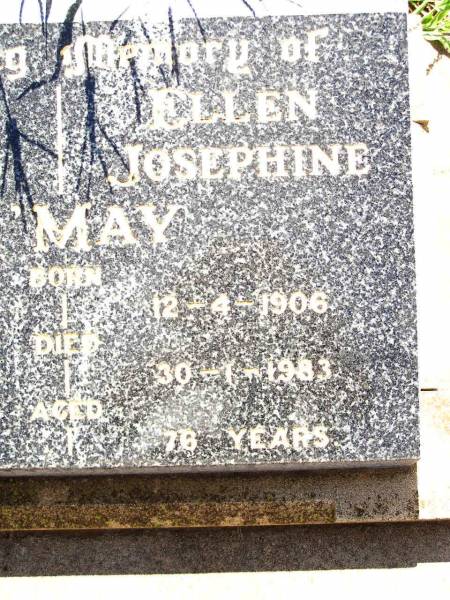 Memory of
ELLEN
JOSEPHINE
MAY
BORN
12-4-1906
DIED
30-1-1983
AGED
76 YEARS